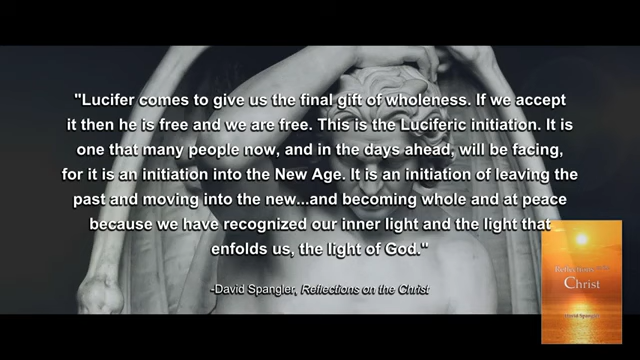 "Lucifer comes to give us the final gift of wholeness. If we accept
it then he is free and we are free. This is the Luciferic initiation. It is
one that many people now, and in the days ahead, will be facing,
for it is an initiation into the New Age. It is an initiation of leaving the
past and moving into the new...and becoming whole and at peace
because we have recognized our inner light and the light that
enfolds us, the light of God."
-David Spangler, Reflections on the Christ
Reflections
Christ
David Spangler